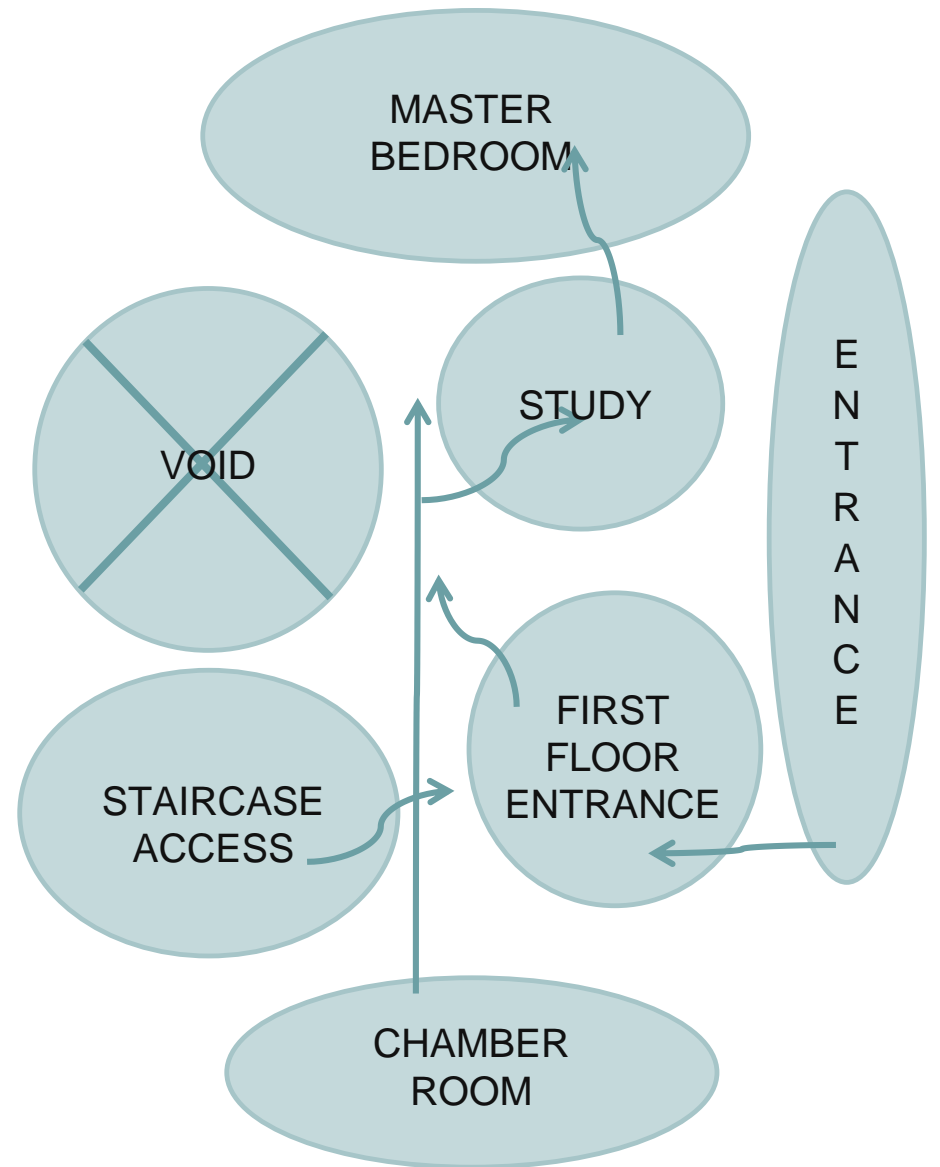 MASTER
BEDROOM
STUDY
VOID
E
N
T
R
A
N
C
E
FIRST
FLOOR
ENTRANCE
STAIRCASE
ACCESS
CHAMBER
ROOM